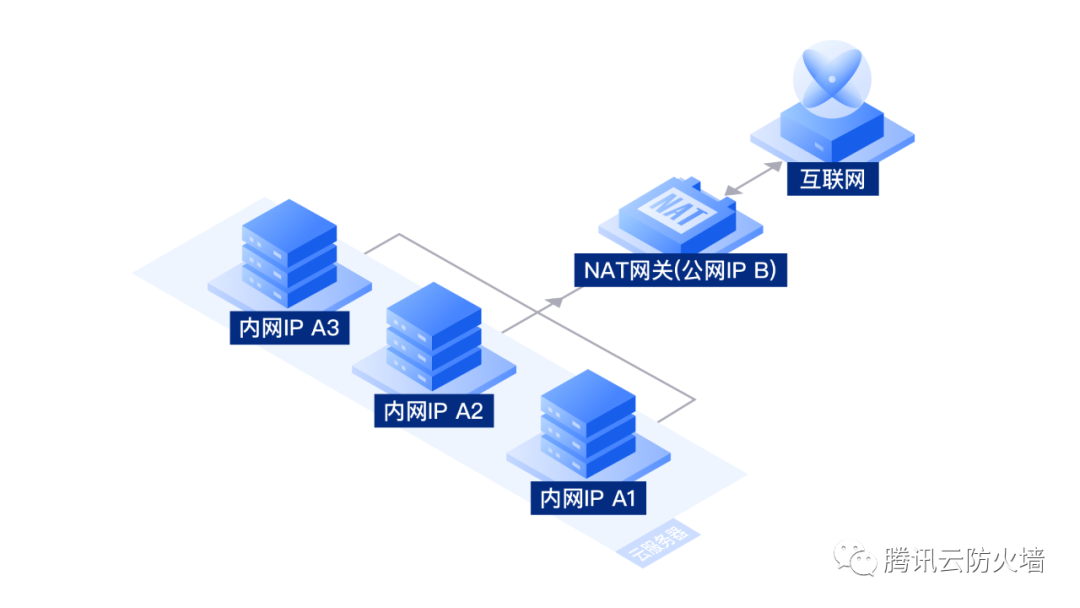 互联网
NAT
NAT网关(公网IP B)
内网IP A3
内网IP A2
内网IP A1
云服务器
腾讯云防火墙